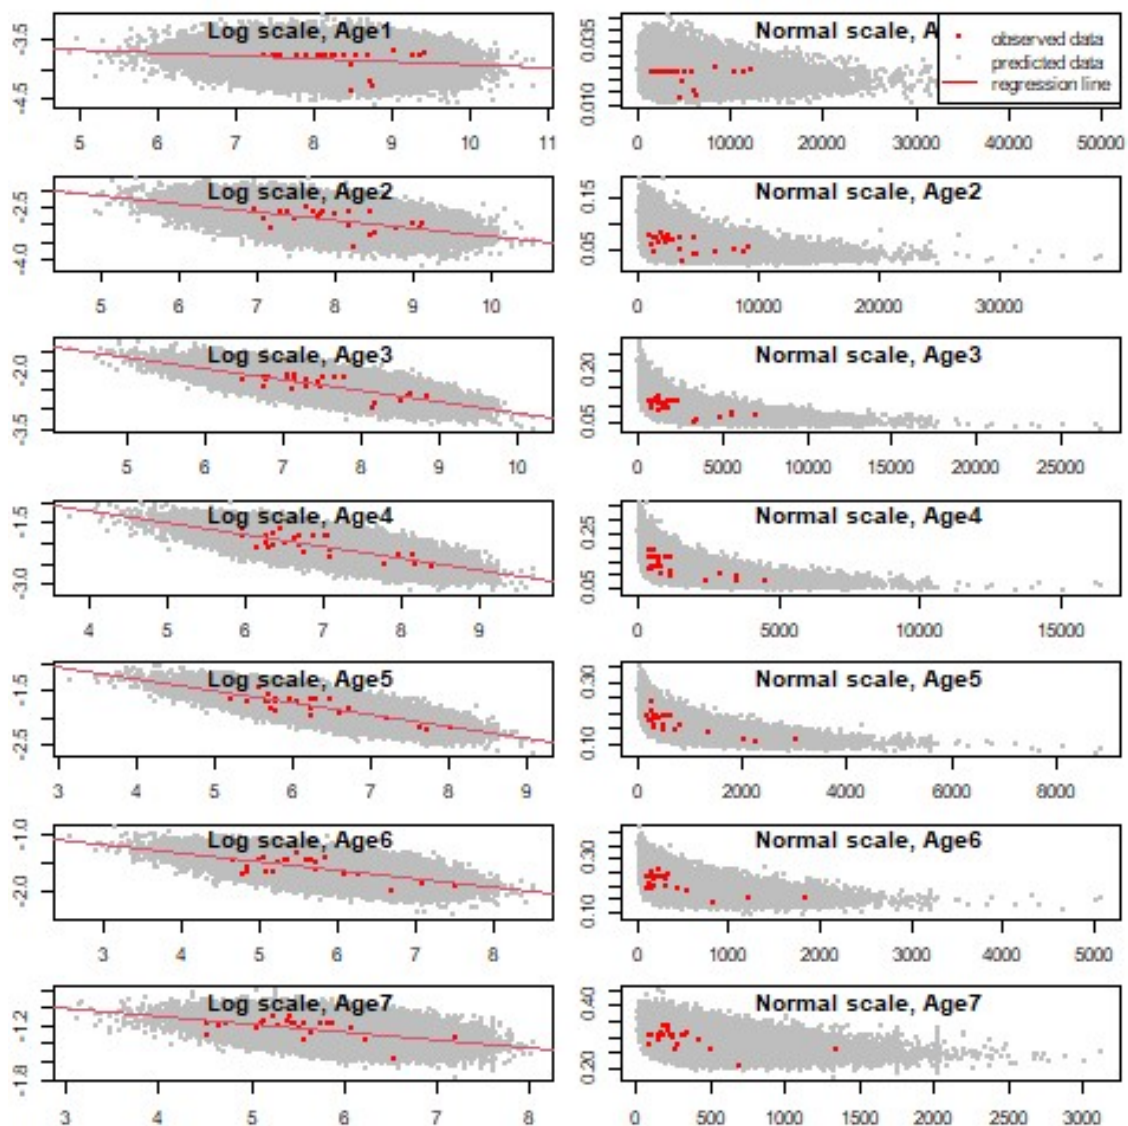 Log scale, Age1
-3.5
-4.5
5 6 7 8 9 10 11
Normal scale, A
observed data
predicted data
regression line
0.035
0.010
0 10000 20000 30000 40000 50000
Log scale, Age2
-2.5
-4.0
5 6 7 8 9 10
Normal scale, Age2
0.15
0.05
0 10000 20000 30000
Log scale, Age3
-2.0
-3.5
5 6 7 8 9 10
Normal scale, Age3
0.20
0.05
0 5000 10000 15000 20000 25000
Log scale, Age4
-1.5
-3.0
4 5 6 7 8 9
Normal scale, Age4
0.25
0.05
0 5000 10000 15000
Log scale, Age5
-1.5
-2.5
3 4 5 6 7 8 9
Normal scale, Age5
0.30
0.10
0 2000 4000 6000 8000
Log scale, Age6
-1.0
-2.0
3 4 5 6 7 8
Normal scale, Age6
0.30
0.10
0 1000 2000 3000 4000 5000
Log scale, Age7
-1.2
-1.8
3 4 5 6 7 8
Normal scale, Age7
0.40
0.20
0 500 1000 1500 2000 2500 3000